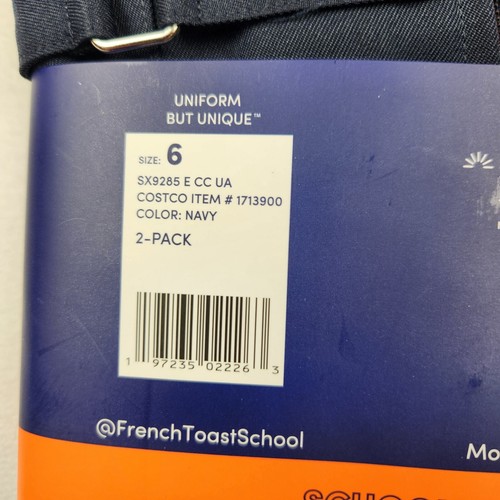 UNIFORM
BUT UNIQUE™
SIZE: 6
SX9285 E CC UA
COSTCO ITEM # 1713900
COLOR: NAVY
2-PACK
1 97235 02226 3
@FrenchToastSchool
Mo